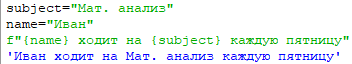 subject="Мат. анализ"
name="Иван"
f"{name} ходит на {subject} каждую пятницу"
'Иван ходит на Мат. анализ каждую пятницу'